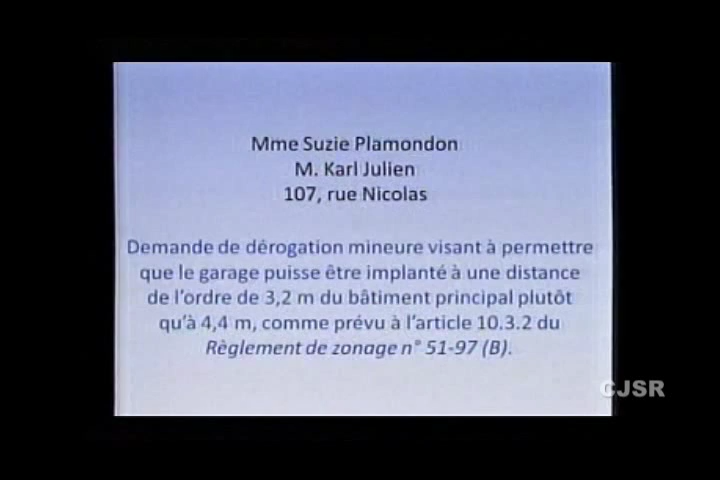 Mme Suzie Plamondon
M. Karl Julien
107, rue Nicolas
Demande de dérogation mineure visant à permettre
que le garage puisse être implanté à une distance
de l'ordre de 3,2 m du bâtiment principal plutôt
qu'à 4,4 m, comme prévu à l'article 10.3.2 du
Règlement de zonage n° 51-97 (B).
CJSR